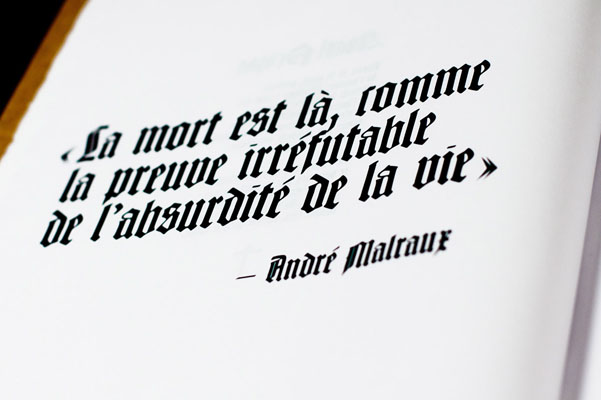 «La mort est là, comme
la preuve irréfutable
de l'absurdité de la vie»
— André Malraux